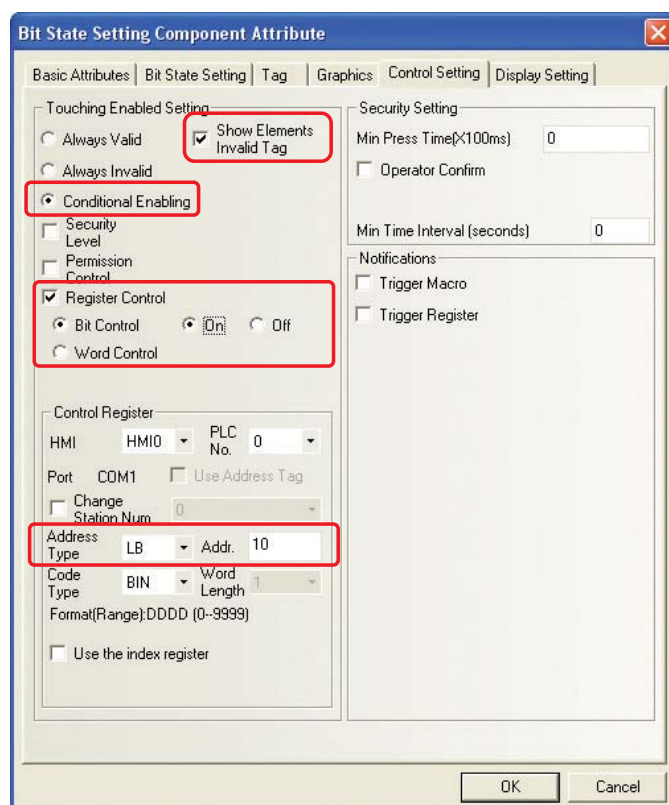 Bit State Setting Component Attribute
Basic Attributes Bit State Setting Tag Graphics Control Setting Display Setting
Touching Enabled Setting
Always Valid
Show Elements
Invalid Tag
Always Invalid
Conditional Enabling
Security
Level
Permission
Control
Register Control
Bit Control On Off
Word Control
Control Register
HMI HMI0 PLC
No. 0
Port COM1 Use Address Tag
Change
Station Num 0
Address
Type LB Addr. 10
Code
Type BIN Word
Length 1
Format(Range):DDDD (0--9999)
Use the index register
Security Setting
Min Press Time(X100ms) 0
Operator Confirm
Min Time Interval (seconds) 0
Notifications
Trigger Macro
Trigger Register
OK Cancel